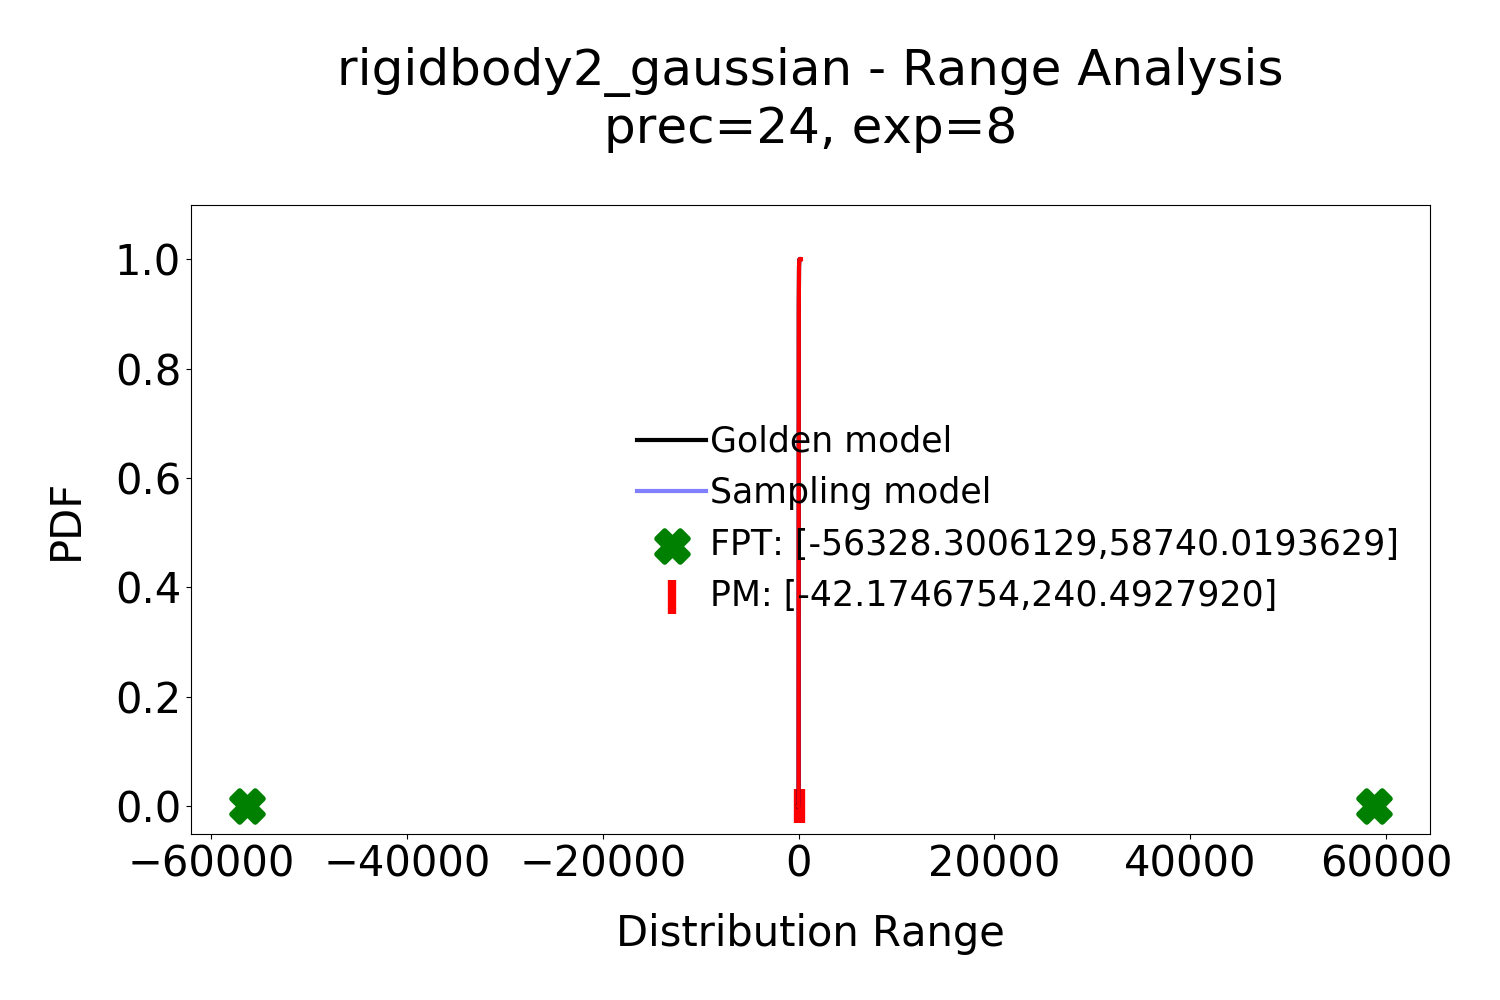 rigidbody2_gaussian - Range Analysis
prec=24, exp=8
PDF
1.0
0.8
0.6
0.4
0.2
0.0
Golden model
Sampling model
FPT: [-56328.3006129,58740.0193629]
PM: [-42.1746754,240.4927920]
−60000 −40000 −20000 0 20000 40000 60000
Distribution Range